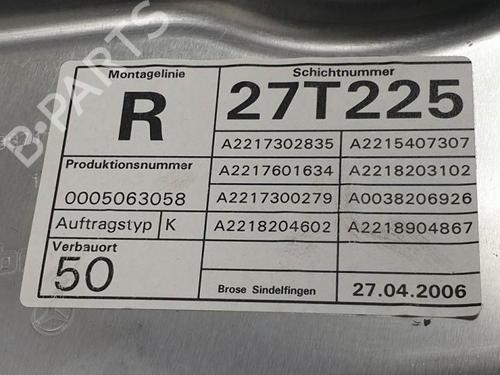 Montagelinie
R
Schichtnummer
27T225
A2217302835 A2215407307
Produktionsnummer
A2217601634 A2218203102
0005063058
A2217300279 A0038206926
Auftragstyp K
A2218204602 A2218904867
Verbauort
50
Brose Sindelfingen
27.04.2006
B-PARTS